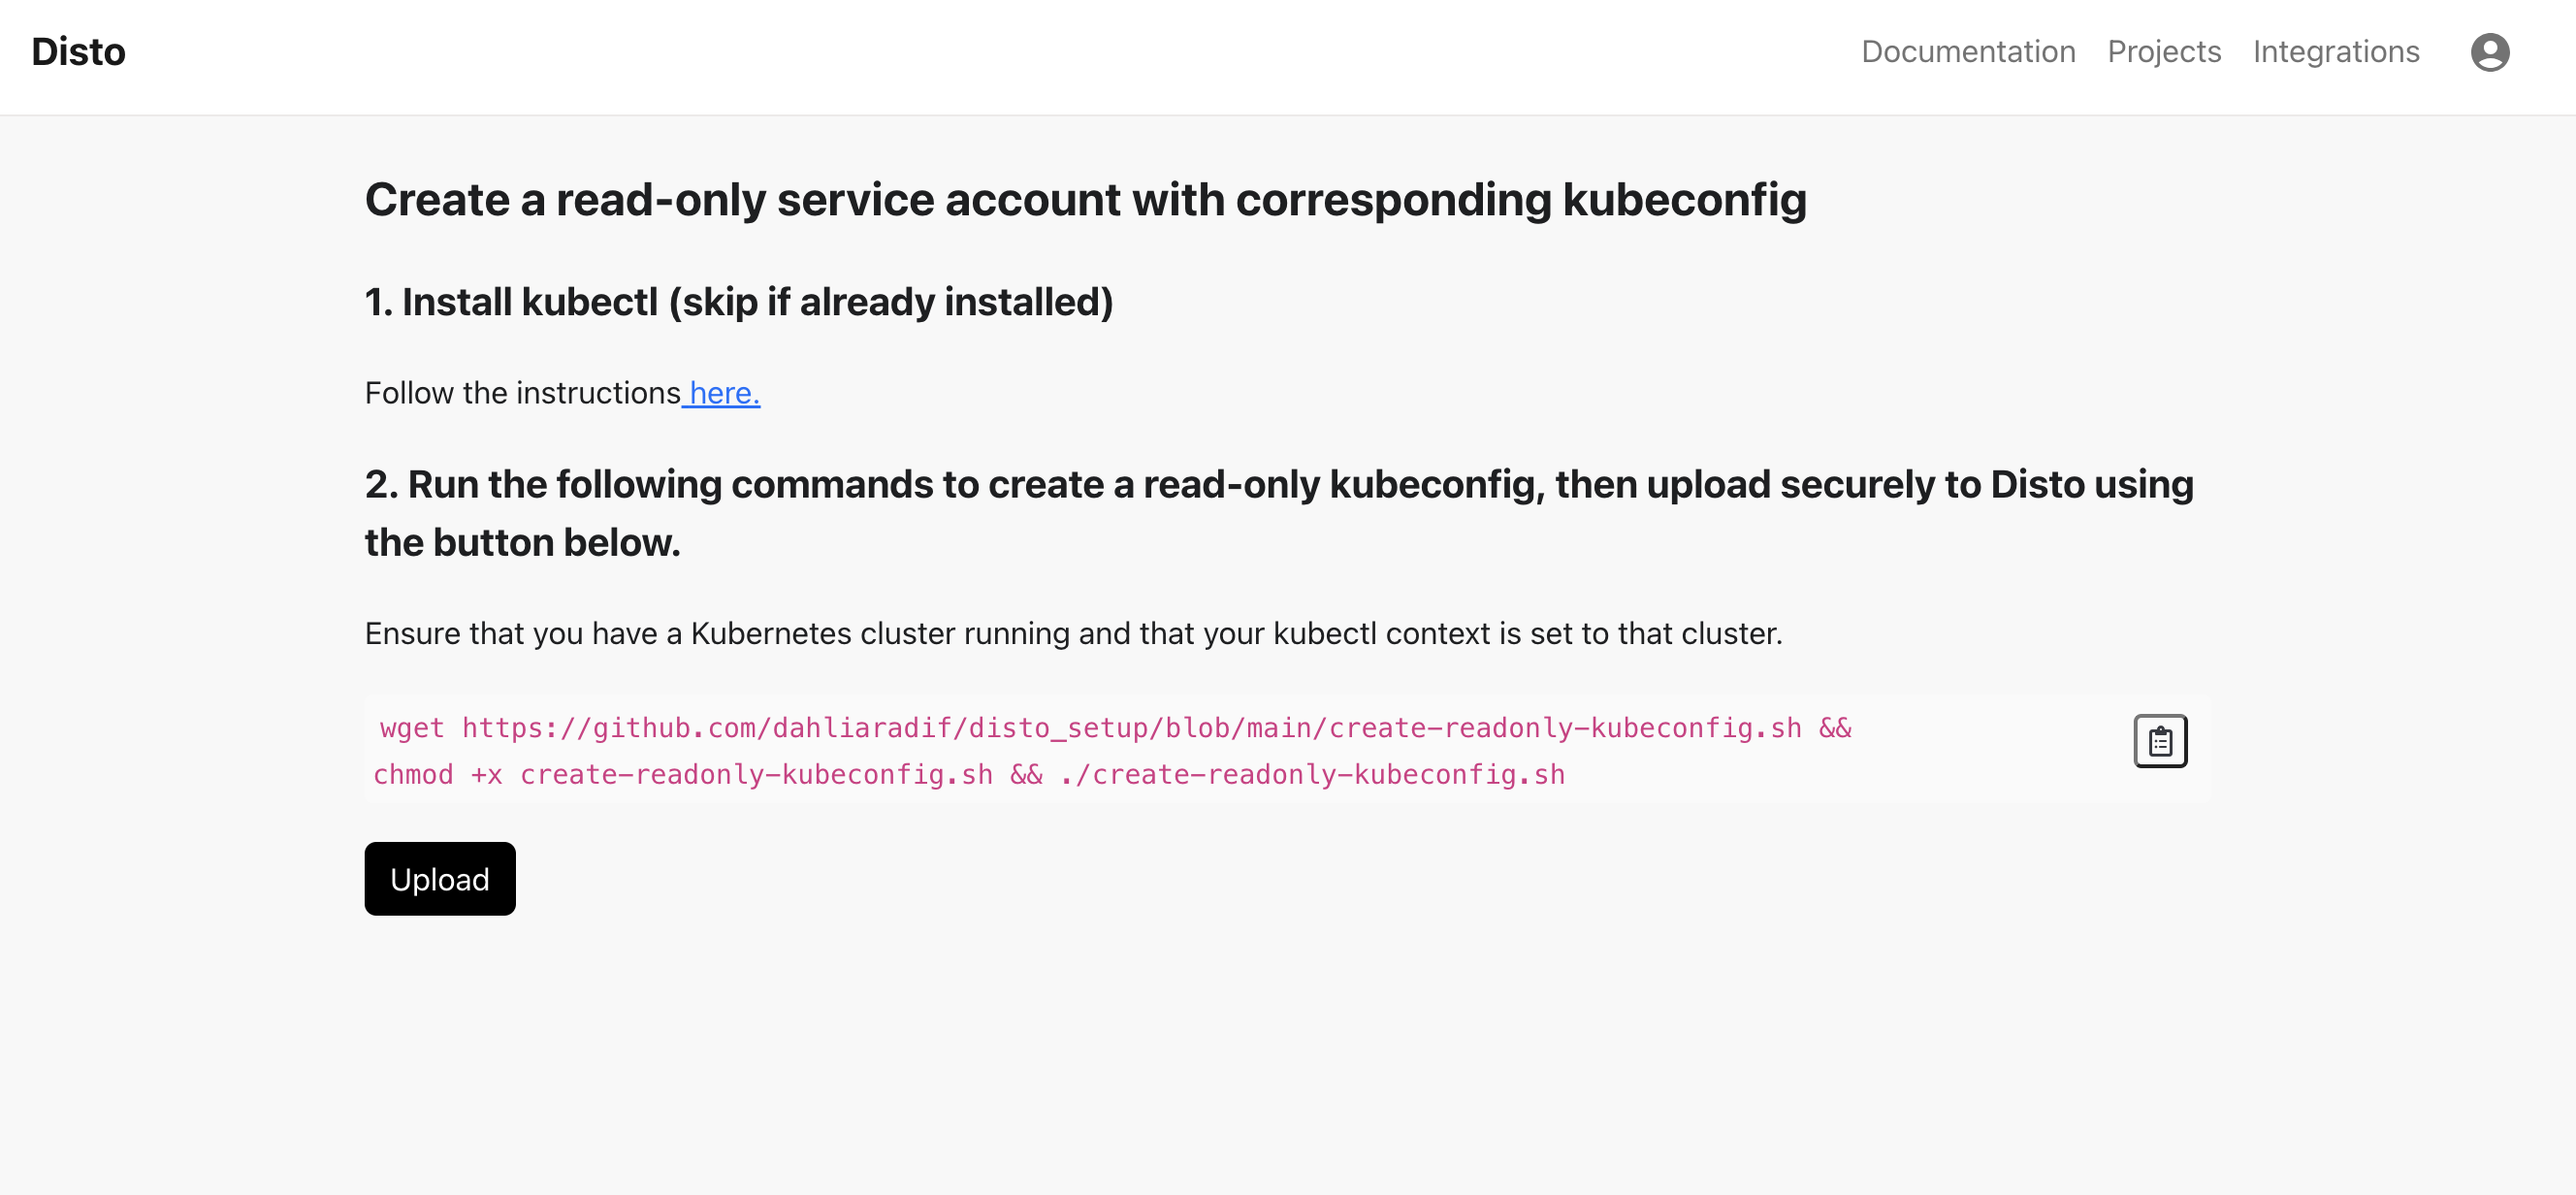 Disto
Documentation Projects Integrations
Create a read-only service account with corresponding kubeconfig
1. Install kubectl (skip if already installed)
Follow the instructions here.
2. Run the following commands to create a read-only kubeconfig, then upload securely to Disto using
the button below.
Ensure that you have a Kubernetes cluster running and that your kubectl context is set to that cluster.
wget https://github.com/dahliaradif/disto_setup/blob/main/create-readonly-kubeconfig.sh &&
chmod +x create-readonly-kubeconfig.sh && ./create-readonly-kubeconfig.sh
Upload